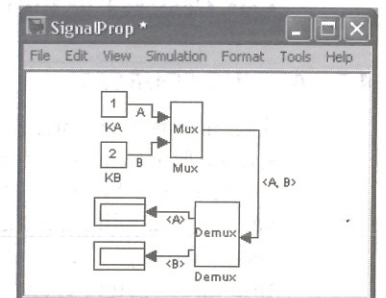 SignalProp *
File Edit View Simulation Format Tools Help
1
A
KA
Mux
2
B
KB
Mux
<A, B>
<A>
Demux
<B>
Demux